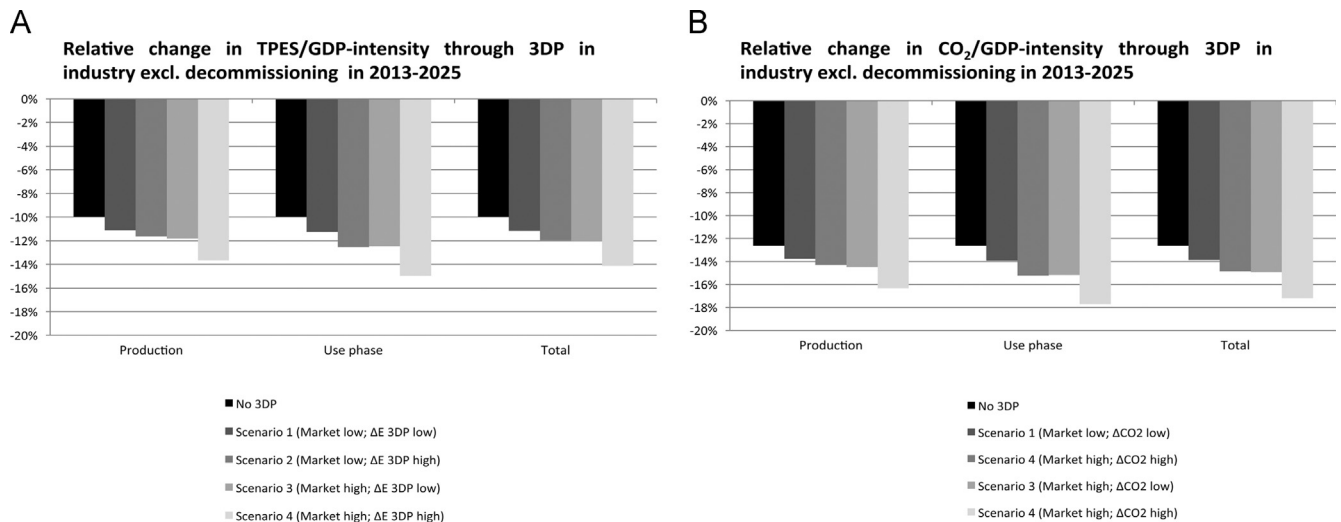 A
Relative change in TPES/GDP-intensity through 3DP in
industry excl. decommissioning in 2013-2025
0%
-2%
-4%
-6%
-8%
-10%
-12%
-14%
-16%
-18%
-20%
Production Use phase Total
No 3DP
Scenario 1 (Market low; ΔE 3DP low)
Scenario 2 (Market low; ΔE 3DP high)
Scenario 3 (Market high; ΔE 3DP low)
Scenario 4 (Market high; ΔE 3DP high)
B
Relative change in CO₂/GDP-intensity through 3DP in
industry excl. decommissioning in 2013-2025
0%
-2%
-4%
-6%
-8%
-10%
-12%
-14%
-16%
-18%
-20%
Production Use phase Total
No 3DP
Scenario 1 (Market low; ΔCO2 low)
Scenario 4 (Market high; ΔCO2 high)
Scenario 3 (Market high; ΔCO2 low)
Scenario 4 (Market high; ΔCO2 high)